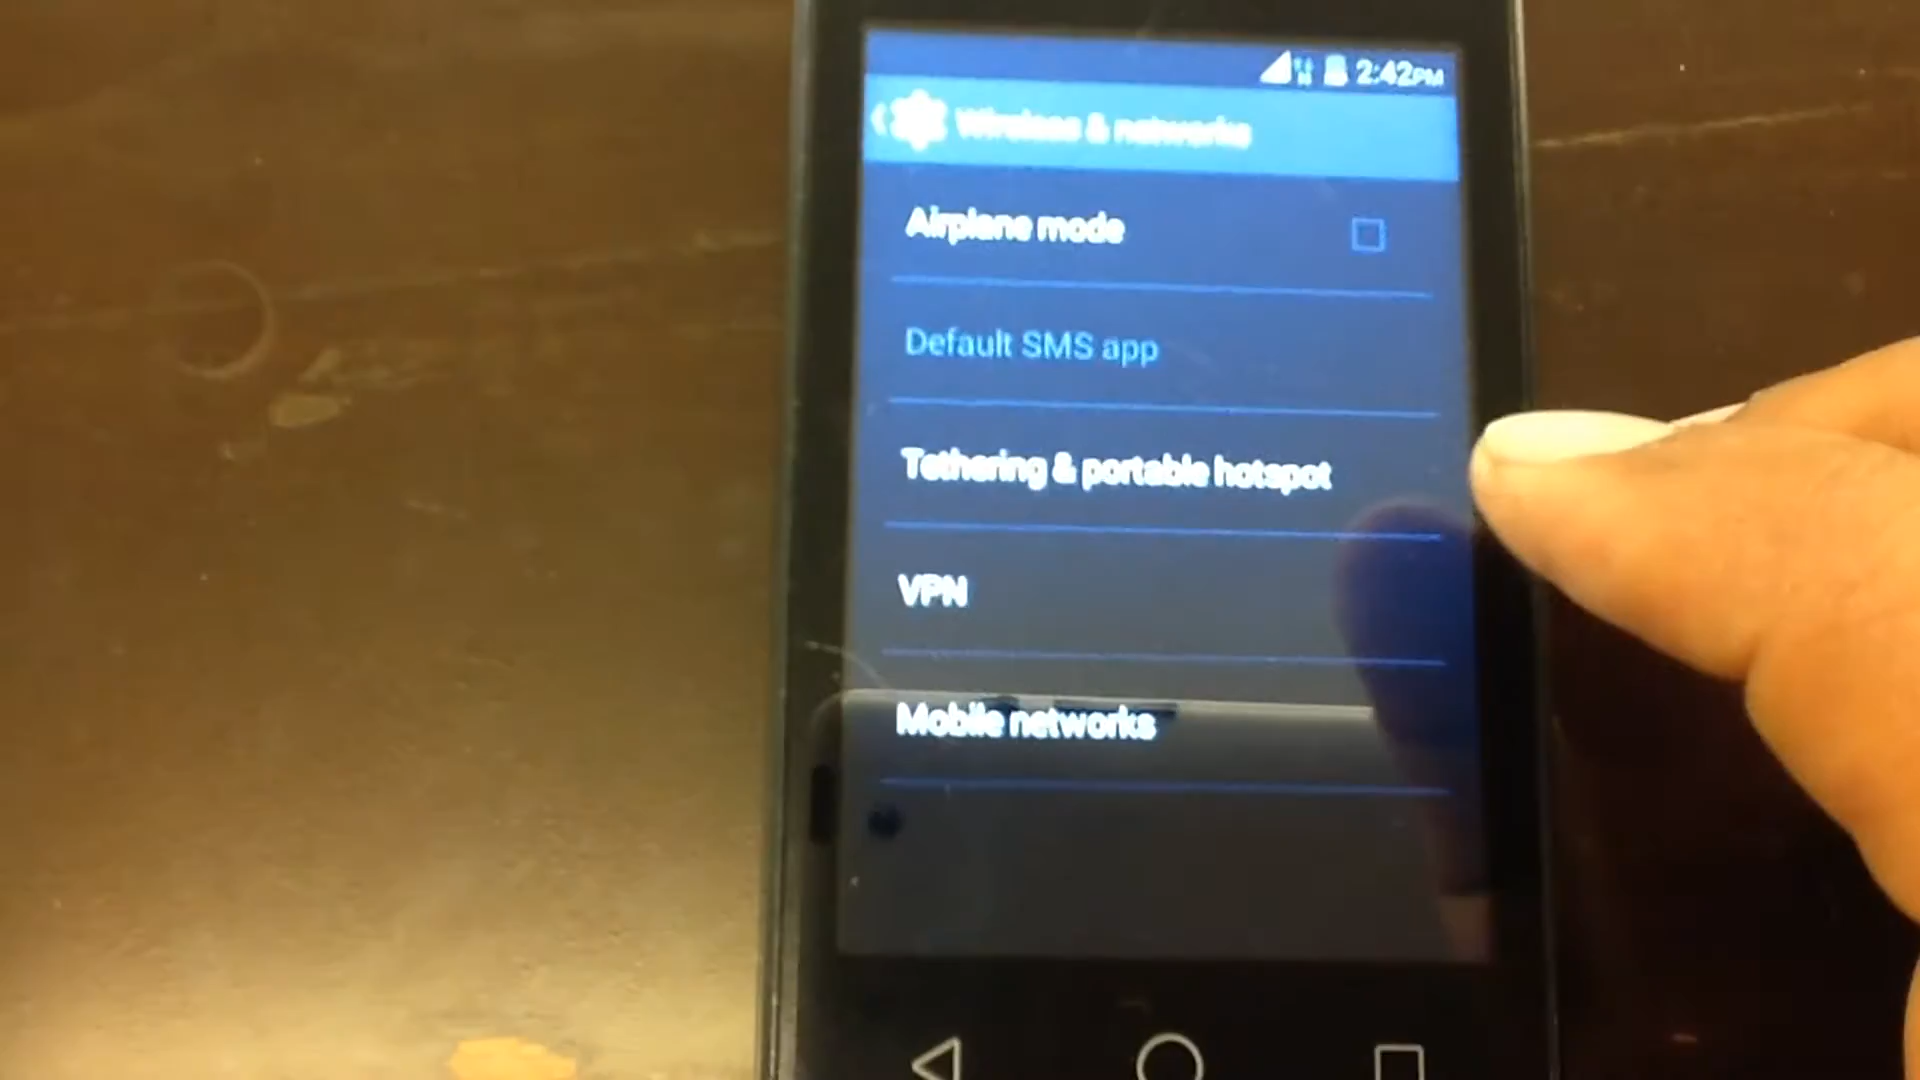 2:42PM
Wireless & networks
Airplane mode
Default SMS app
Tethering & portable hotspot
VPN
Mobile networks